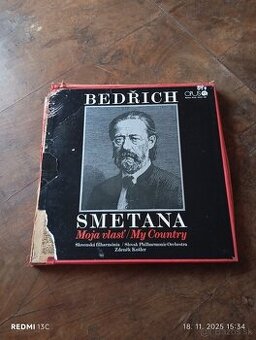 OPUS
BEDŘICH
SMETANA
Moja vlasť / My Country
Slovenská filharmónia / Slovak Philharmonic Orchestra
Zdeněk Košler
REDMI 13C
18. 11. 2025 15:34